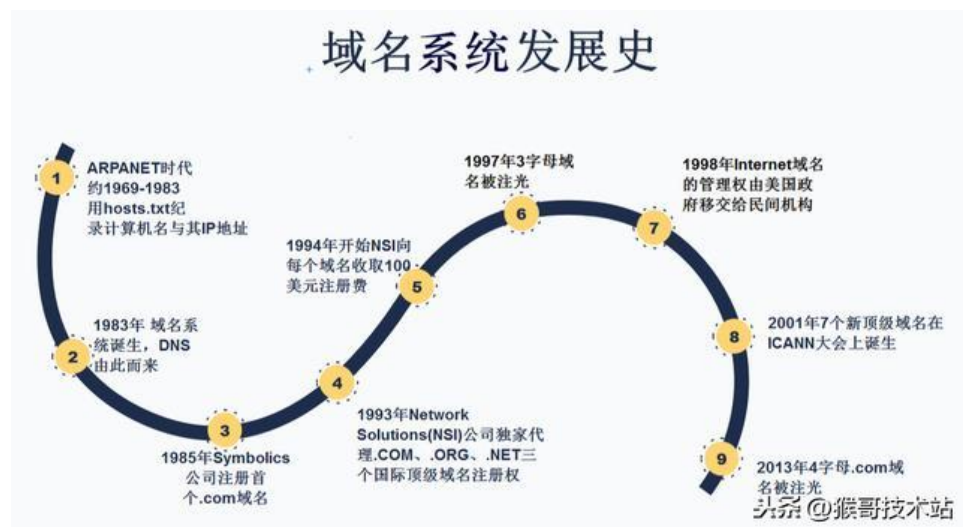 域名系统发展史
1
ARPANET时代
约1969-1983
用hosts.txt纪
录计算机名与其IP地址
2
1983年 域名系
统诞生，DNS
由此而来
3
1985年Symbolics
公司注册首
个.com域名
4
1993年Network
Solutions(NSI)公司独家代
理.COM、.ORG、.NET三
个国际顶级域名注册权
5
1994年开始NSI向
每个域名收取100
美元注册费
6
1997年3字母域
名被注光
7
1998年Internet域名
的管理权由美国政
府移交给民间机构
8
2001年7个新顶级域名在
ICANN大会上诞生
9
2013年4字母.com域
名被注光
头条 @猴哥技术站